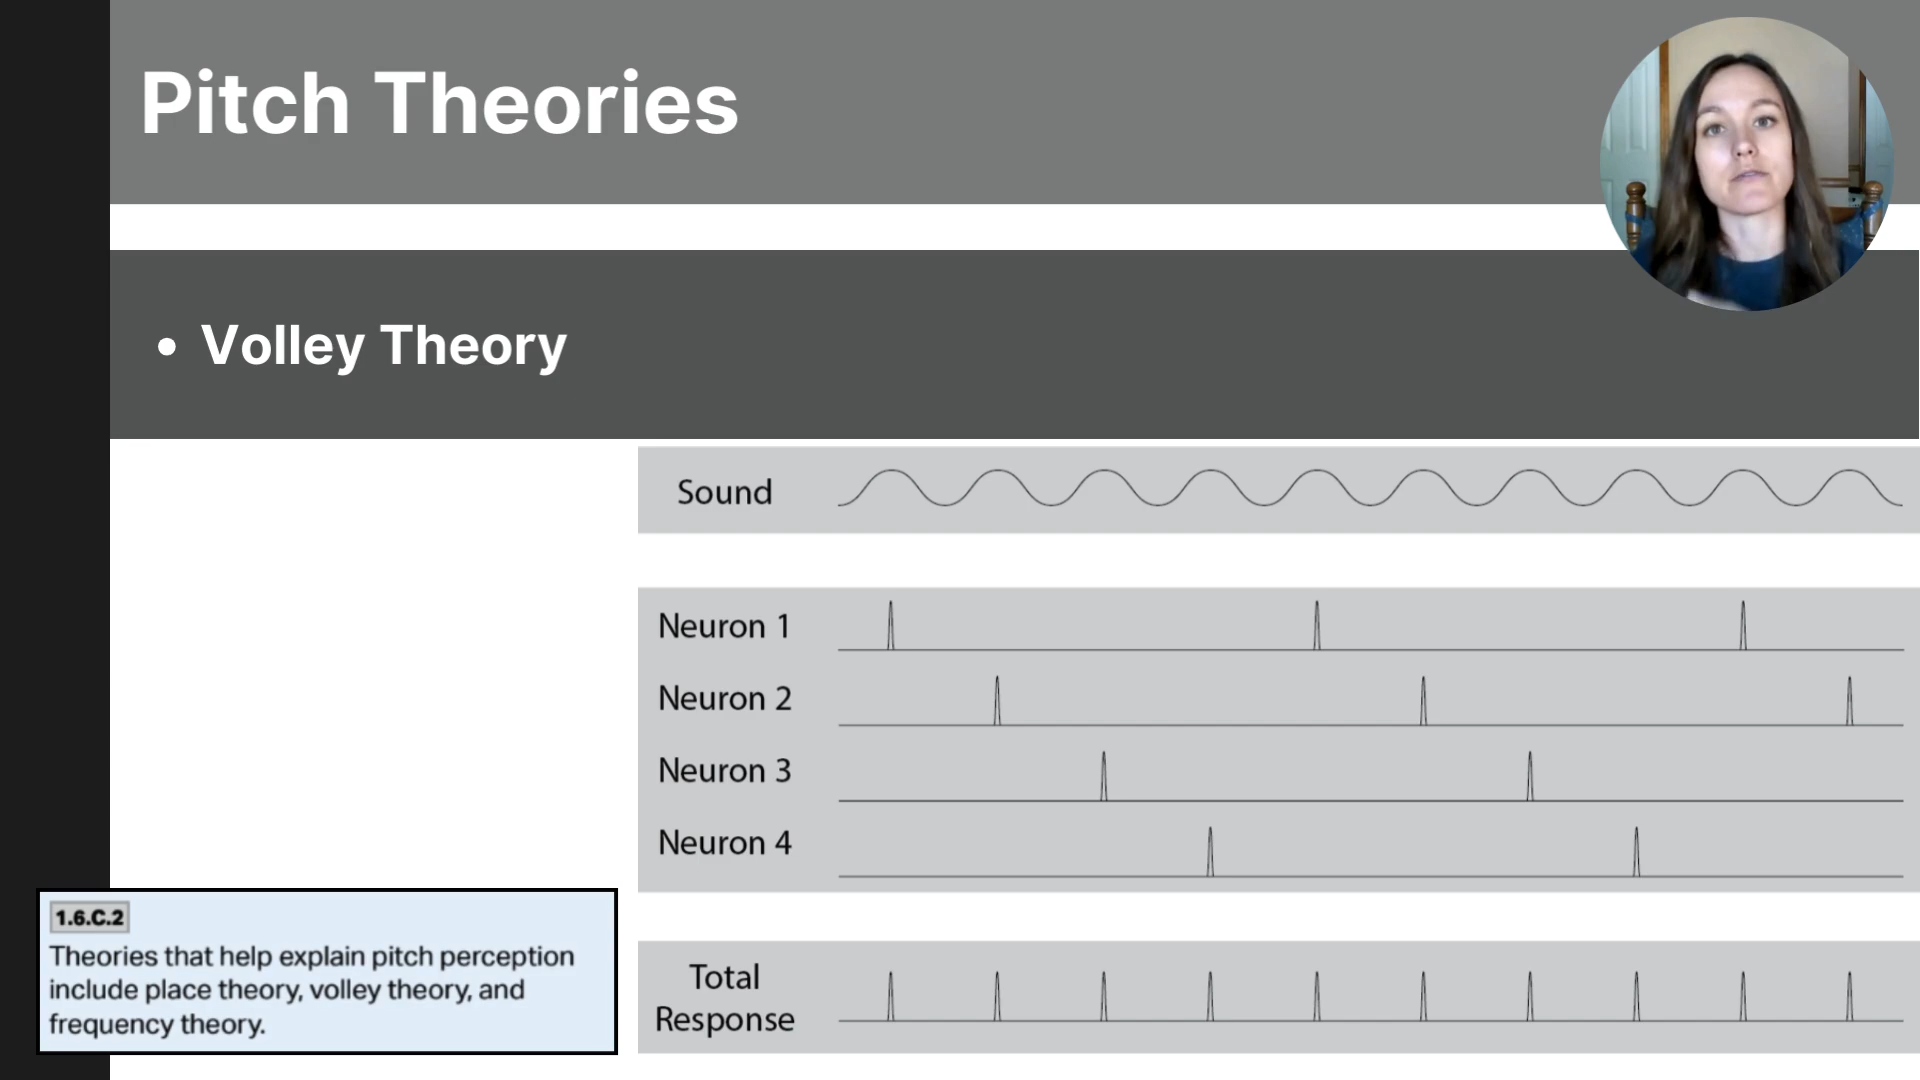 Pitch Theories
• Volley Theory
Sound
Neuron 1
Neuron 2
Neuron 3
Neuron 4
Total
Response
1.6.C.2
Theories that help explain pitch perception
include place theory, volley theory, and
frequency theory.